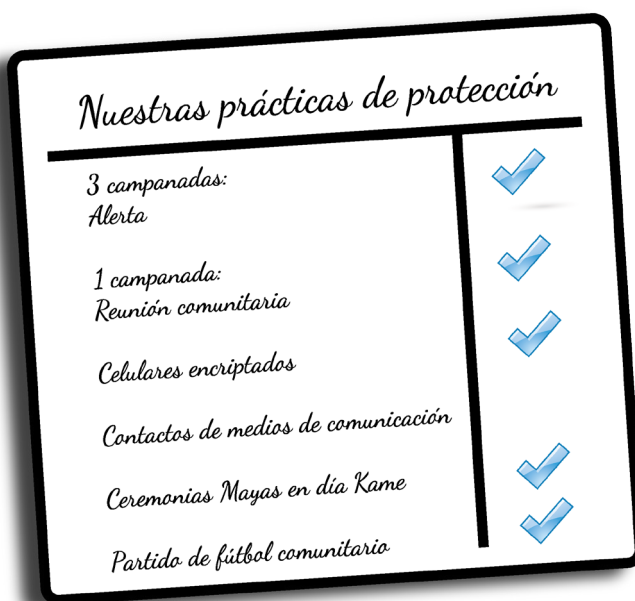 Nuestras prácticas de protección
3 campanadas:
Alerta
1 campanada:
Reunión comunitaria
Celulares encriptados
Contactos de medios de comunicación
Ceremonias Mayas en día Kame
Partido de fútbol comunitario